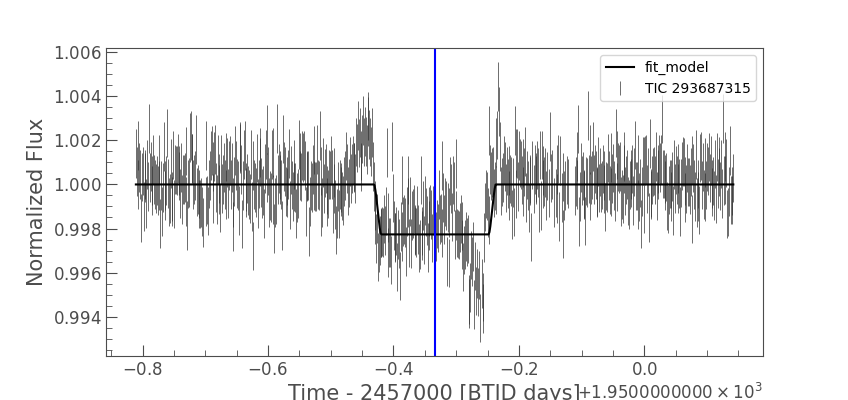 1.006
1.004
1.002
1.000
0.998
0.996
0.994
Normalized Flux
fit_model
TIC 293687315
−0.8
−0.6
−0.4
−0.2
0.0
Time - 2457000 [BTJD days]
+1.9500000000 × 10³